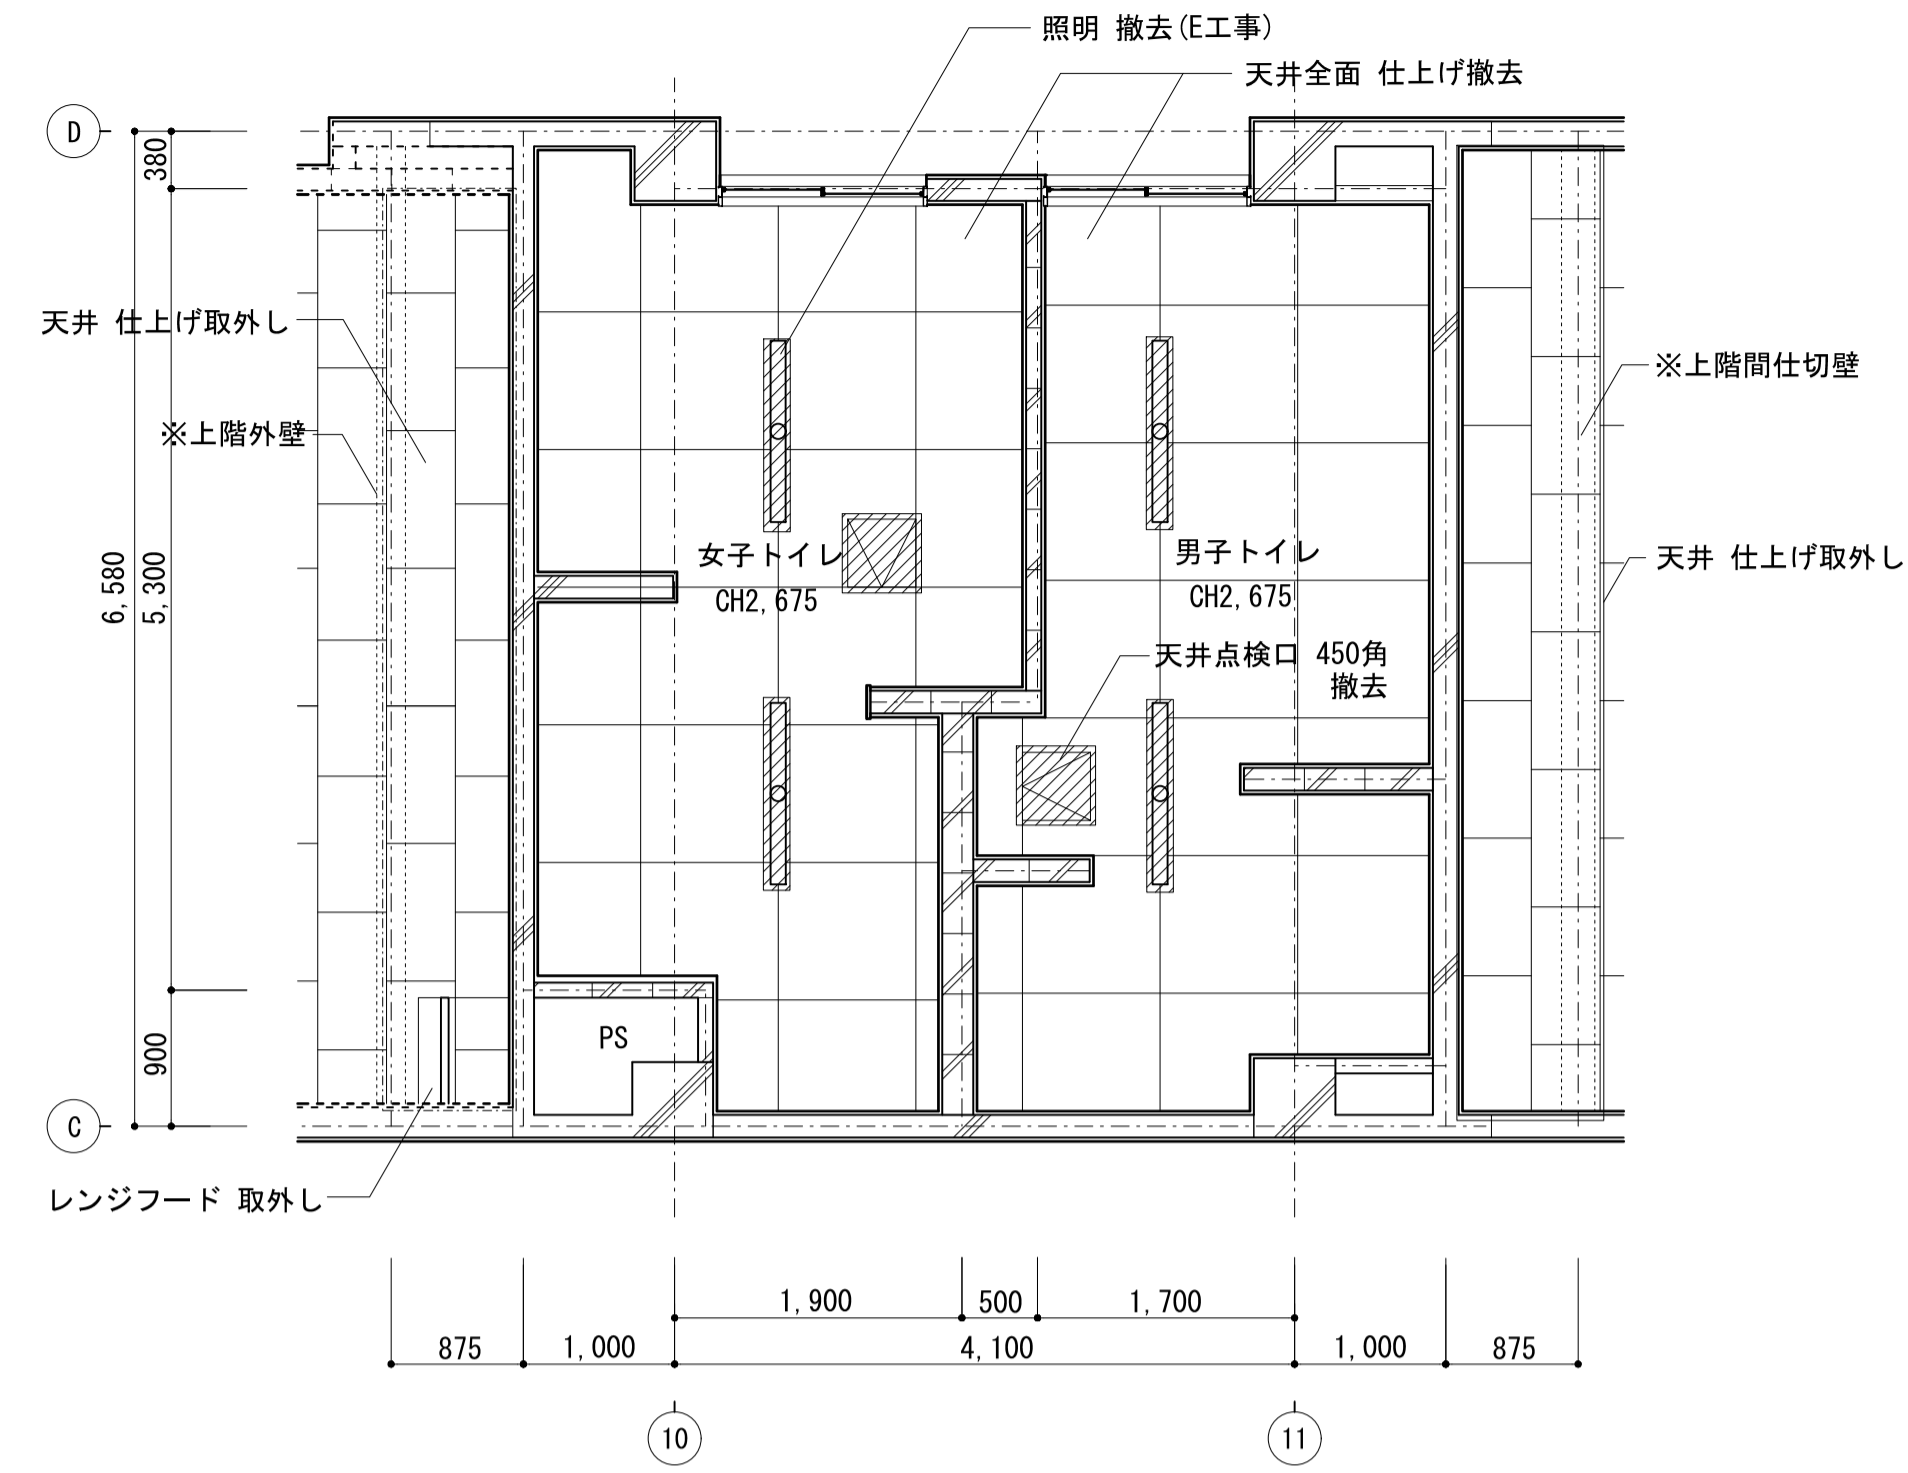 照明 撤去(E工事)
天井全面 仕上げ撤去
D
380
天井 仕上げ取外し
※上階間仕切壁
※上階外壁
6,580
5,300
女子トイレ
CH2,675
男子トイレ
CH2,675
天井 仕上げ取外し
天井点検口 450角
撤去
900
PS
C
レンジフード 取外し
1,900
500
1,700
875
1,000
4,100
1,000
875
10
11